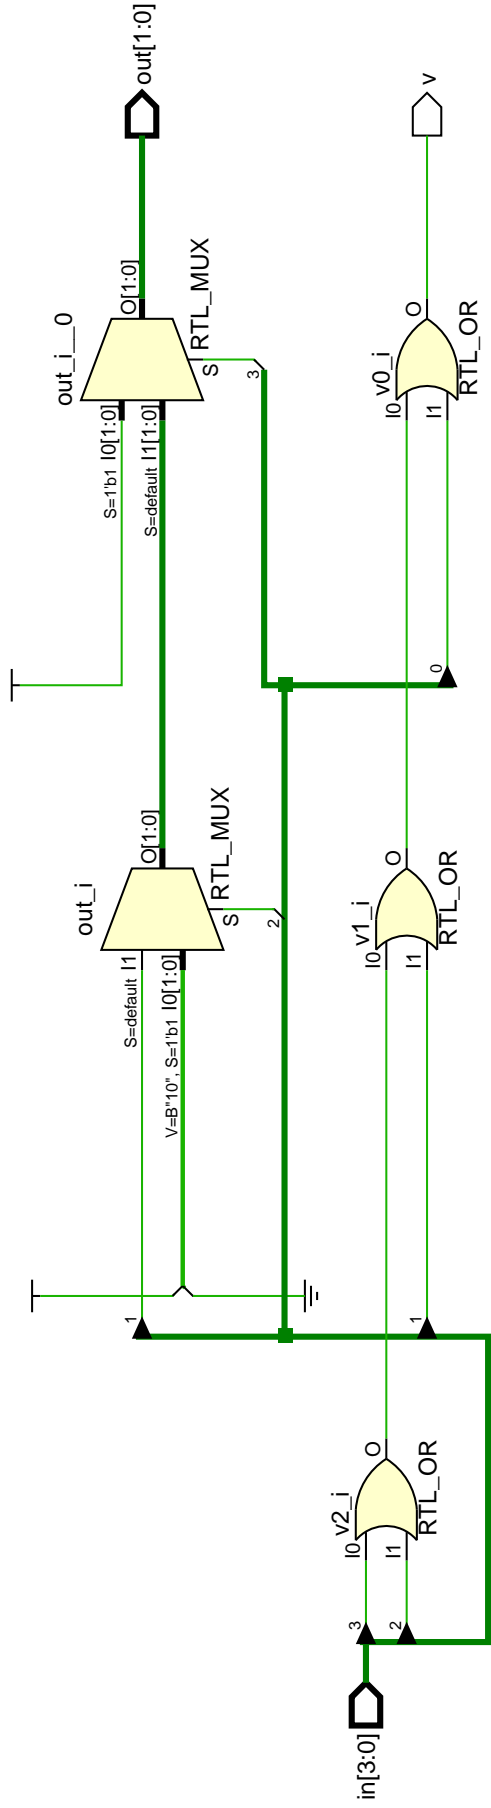 in[3:0]
3
2
v2_i
I0
I1
O
RTL_OR
1
1
S=default I1
V=B"10", S=1'b1 I0[1:0]
out_i
O[1:0]
S
RTL_MUX
2
v1_i
I0
I1
O
RTL_OR
0
3
S=1'b1 I0[1:0]
S=default I1[1:0]
out_i__0
O[1:0]
S
RTL_MUX
v0_i
I0
I1
O
RTL_OR
out[1:0]
v